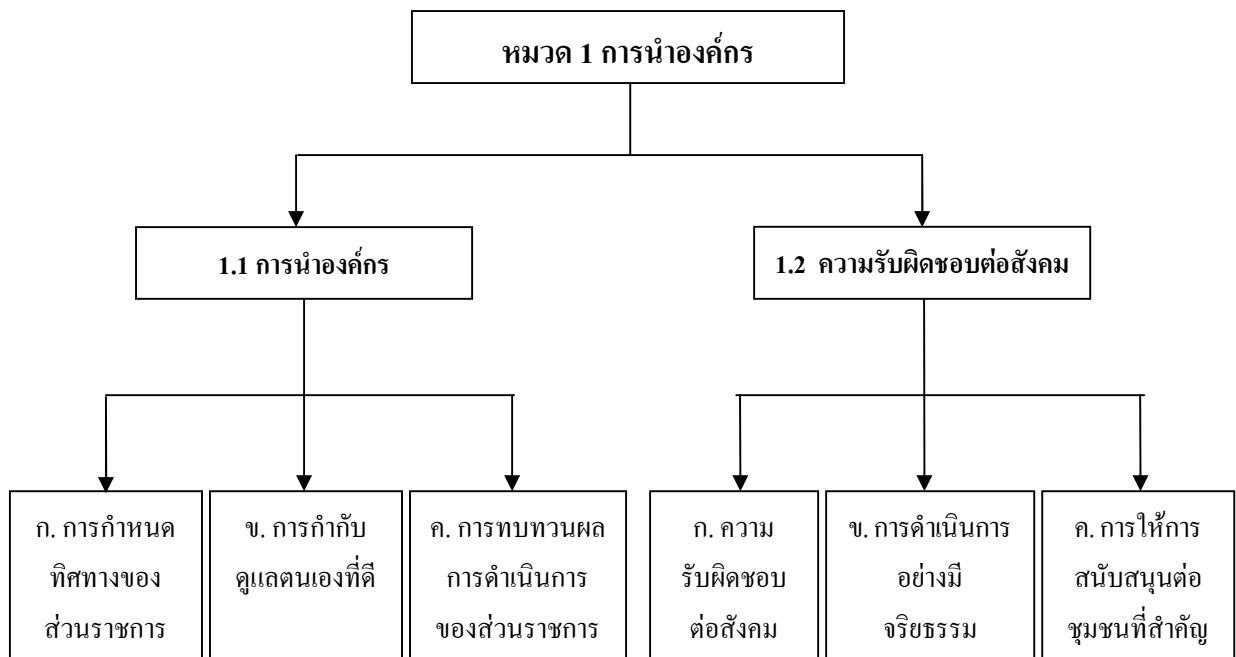 หมวด 1 การนำองค์กร
1.1 การนำองค์กร
1.2 ความรับผิดชอบต่อสังคม
ก. การกำหนด
ทิศทางของ
ส่วนราชการ
ข. การกำกับ
ดูแลตนเองที่ดี
ค. การทบทวนผล
การดำเนินการ
ของส่วนราชการ
ก. ความ
รับผิดชอบ
ต่อสังคม
ข. การดำเนินการ
อย่างมี
จริยธรรม
ค. การให้การ
สนับสนุนต่อ
ชุมชนที่สำคัญ